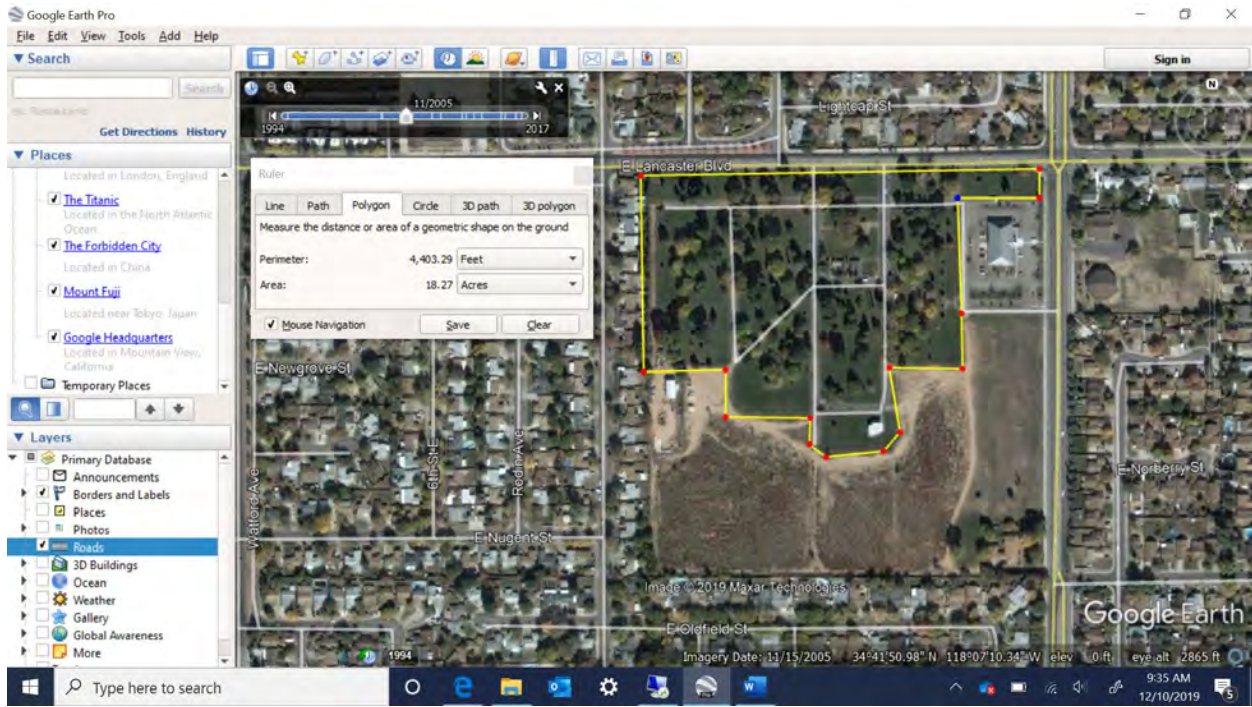 Google Earth Pro
File Edit View Tools Add Help
Search
Search
Get Directions History
Places
Located in London, England
The Titanic
Located in the North Atlantic
Ocean
The Forbidden City
Located in China
Mount Fuji
Located near Tokyo, Japan
Google Headquarters
Located in Mountain View,
California
Temporary Places
Layers
Primary Database
Announcements
Borders and Labels
Places
Photos
Roads
3D Buildings
Ocean
Weather
Gallery
Global Awareness
More
Sign in
11/2005
1994 2017
N
Ruler
Line Path Polygon Circle 3D path 3D polygon
Measure the distance or area of a geometric shape on the ground
Perimeter: 4,403.29 Feet
Area: 18.27 Acres
Mouse Navigation Save Clear
Lightcap St
E Lancaster Blvd
E Newgrove St
6th St E
Rodin Ave
Watford Ave
E Norberry St
E Nugent St
Image © 2019 Maxar Technologies
Google Earth
E Oldfield St
1994
Imagery Date: 11/15/2005 34°41'50.98" N 118°07'10.34" W elev 0 ft eye alt 2865 ft
Type here to search
9:35 AM
12/10/2019
5